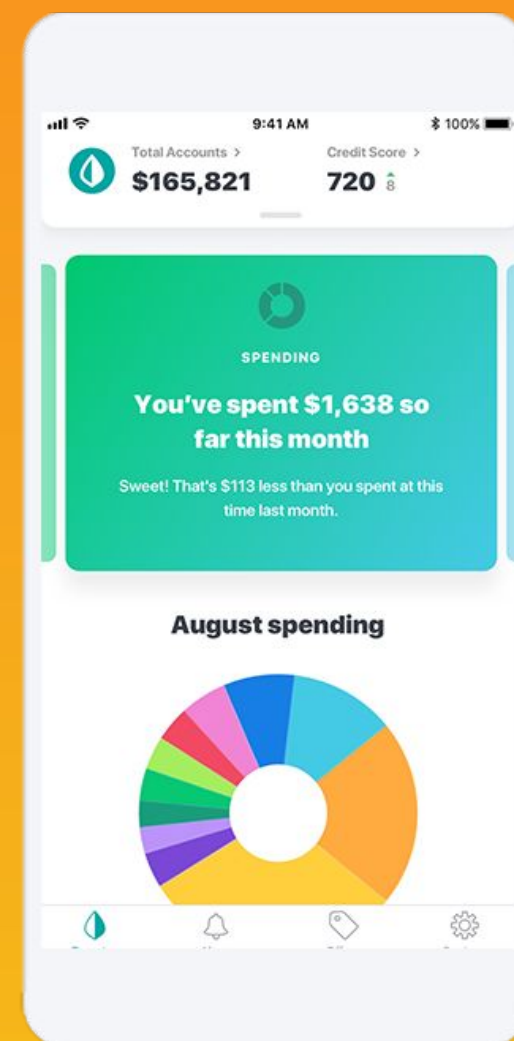 9:41 AM
100%
Total Accounts >
Credit Score >
$165,821
720
8
SPENDING
You've spent $1,638 so
far this month
Sweet! That's $113 less than you spent at this
time last month.
August spending